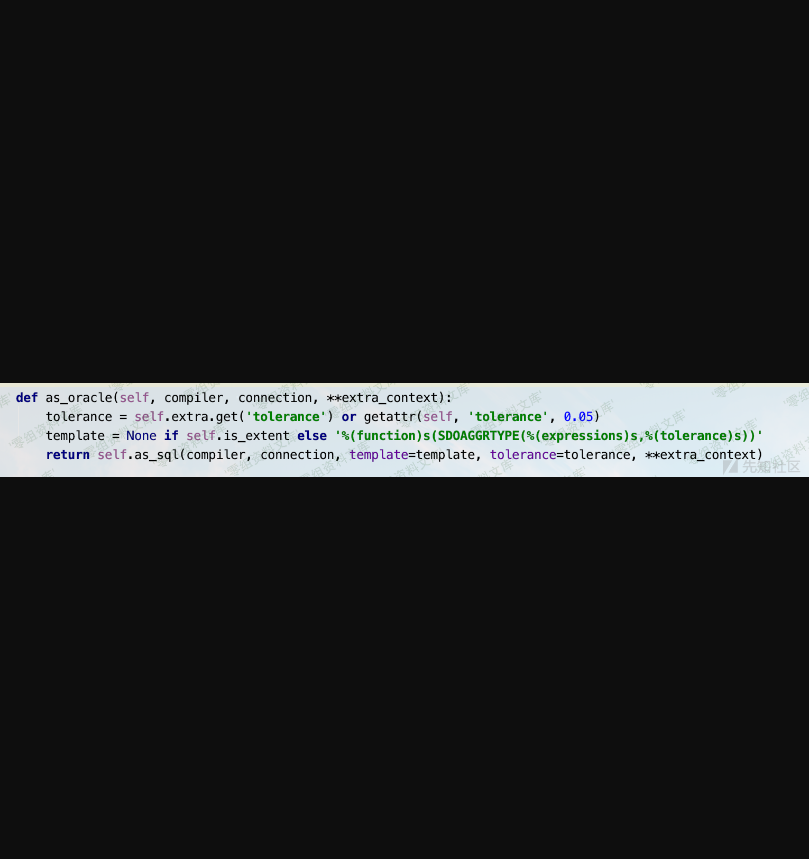 def as_oracle(self, compiler, connection, **extra_context):
    tolerance = self.extra.get('tolerance') or getattr(self, 'tolerance', 0.05)
    template = None if self.is_extent else '%(function)s(SDOAGGRTYPE(%(expressions)s,%(tolerance)s))'
    return self.as_sql(compiler, connection, template=template, tolerance=tolerance, **extra_context)
先知社区